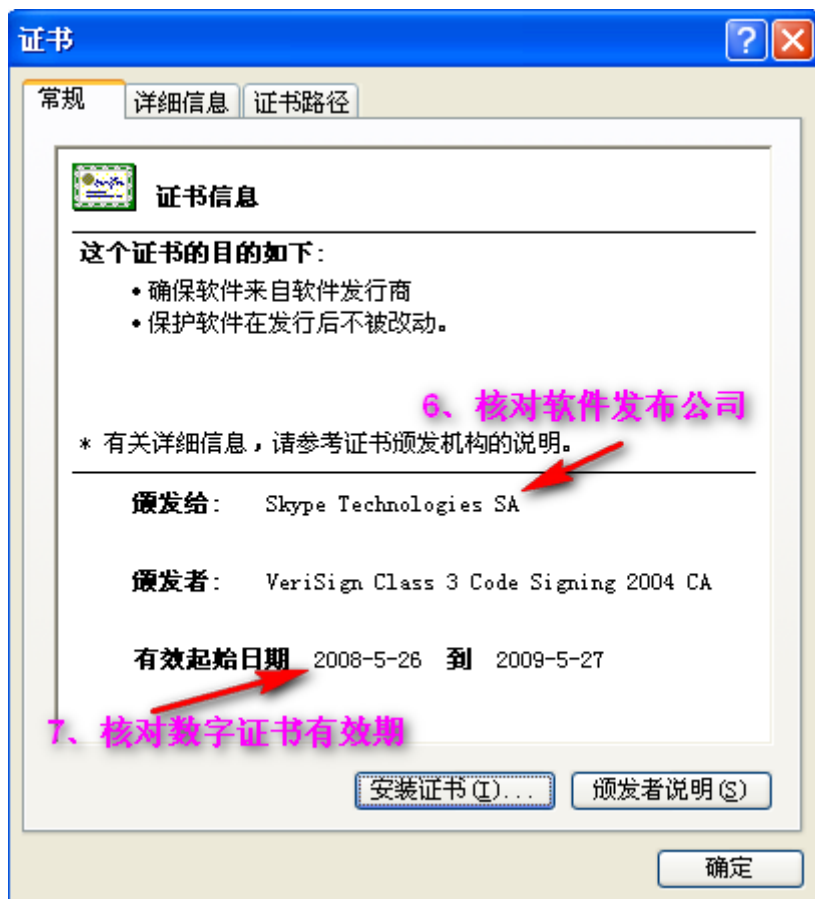 证书
常规 详细信息 证书路径
证书信息
这个证书的目的如下:
•确保软件来自软件发行商
•保护软件在发行后不被改动。
6、核对软件发布公司
* 有关详细信息，请参考证书颁发机构的说明。
颁发给: Skype Technologies SA
颁发者: VeriSign Class 3 Code Signing 2004 CA
有效起始日期 2008-5-26 到 2009-5-27
7、核对数字证书有效期
安装证书(I)... 颁发者说明(S)
确定